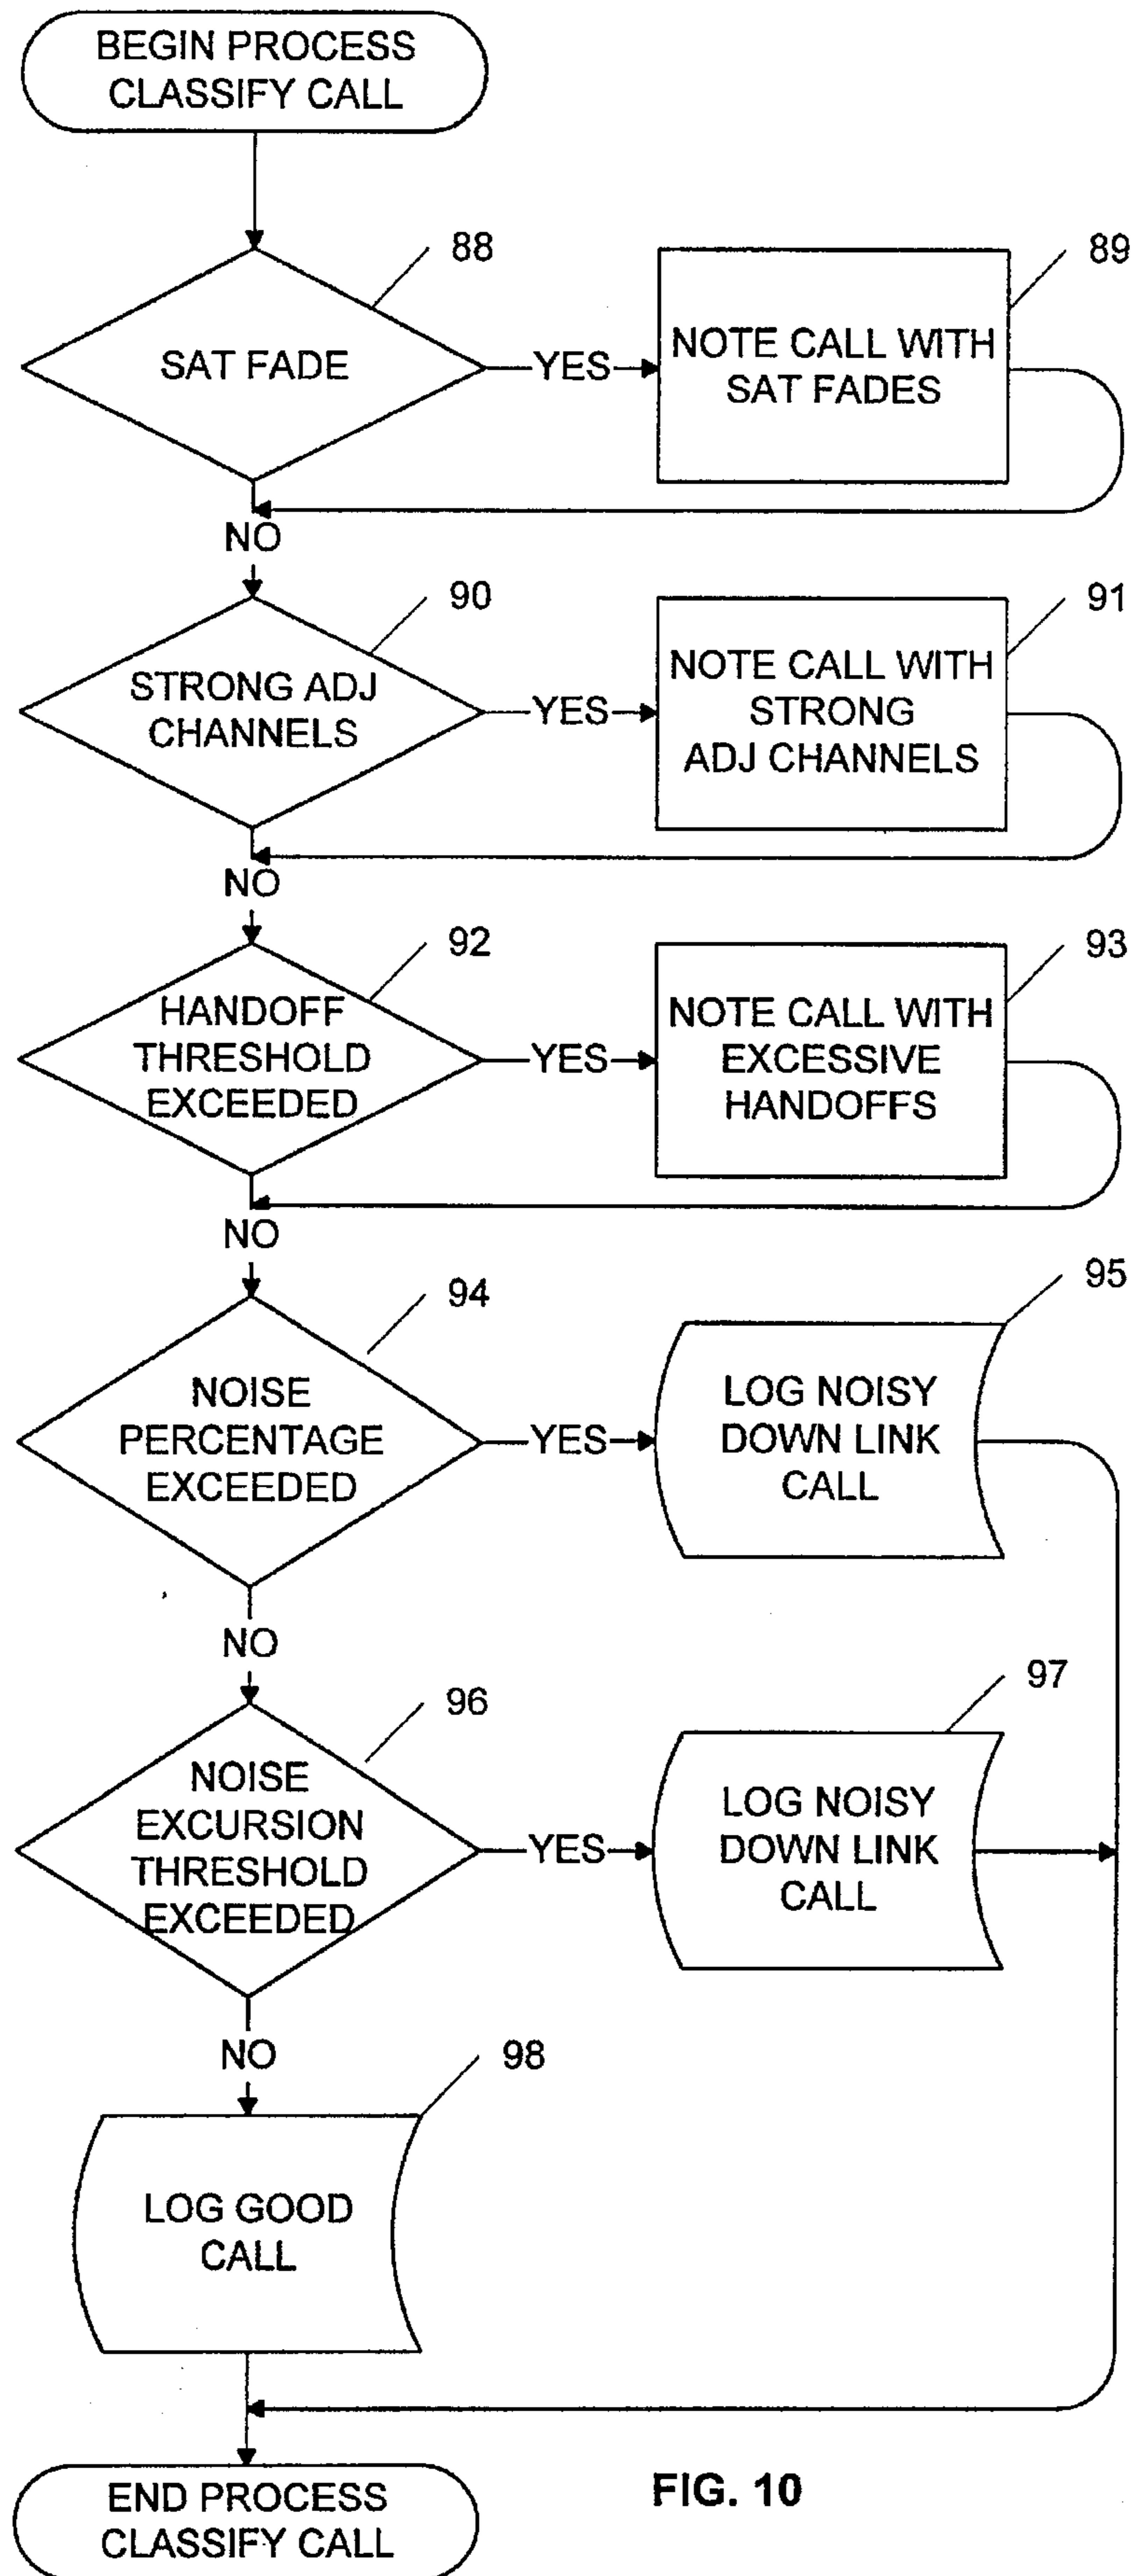 BEGIN PROCESS
CLASSIFY CALL
88
SAT FADE
YES
89
NOTE CALL WITH
SAT FADES
NO
90
STRONG ADJ
CHANNELS
YES
91
NOTE CALL WITH
STRONG
ADJ CHANNELS
NO
92
HANDOFF
THRESHOLD
EXCEEDED
YES
93
NOTE CALL WITH
EXCESSIVE
HANDOFFS
NO
94
NOISE
PERCENTAGE
EXCEEDED
YES
95
LOG NOISY
DOWN LINK
CALL
NO
96
NOISE
EXCURSION
THRESHOLD
EXCEEDED
YES
97
LOG NOISY
DOWN LINK
CALL
NO
98
LOG GOOD
CALL
END PROCESS
CLASSIFY CALL
FIG. 10